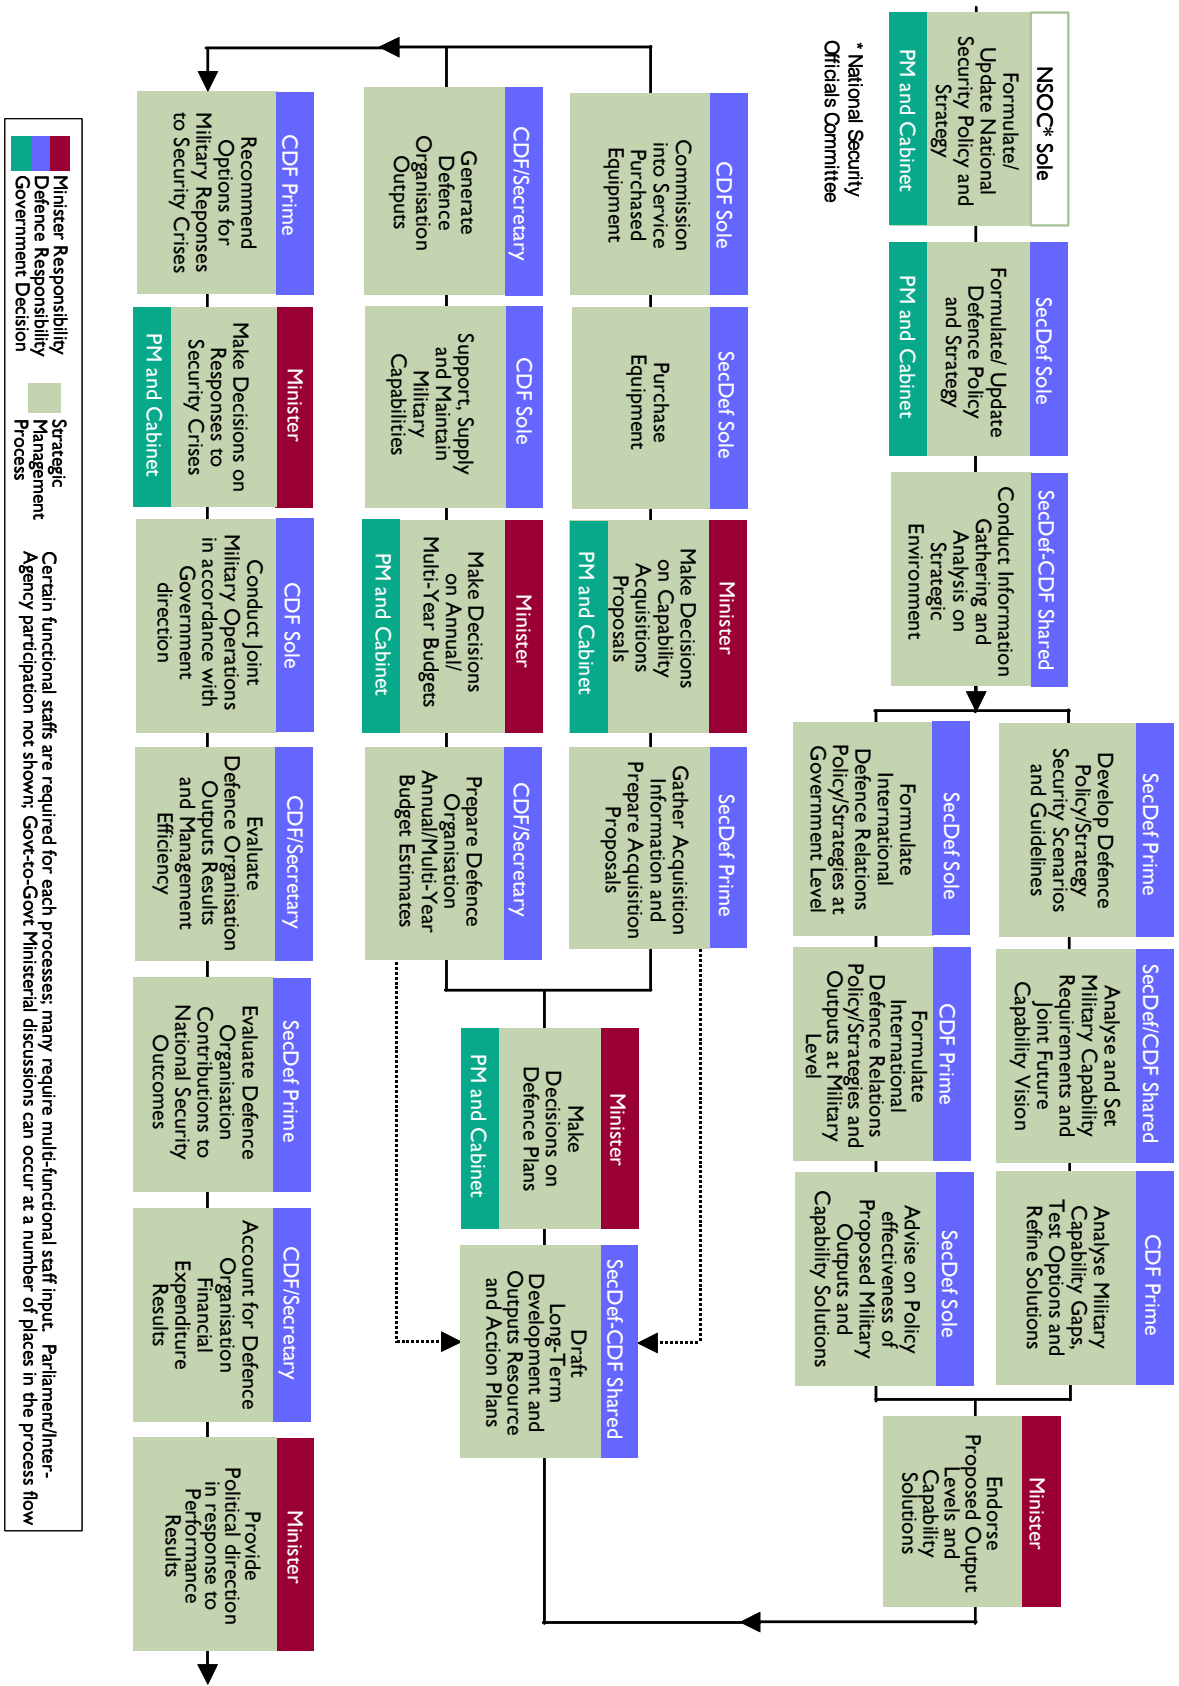 NSOC* Sole
Formulate/
Update National
Security Policy and
Strategy
PM and Cabinet
* National Security
Officials Committee
SecDef Sole
Formulate/ Update
Defence Policy
and Strategy
PM and Cabinet
SecDef-CDF Shared
Conduct Information
Gathering and
Analysis on
Strategic
Environment
SecDef Prime
Develop Defence
Policy/Strategy
Security Scenarios
and Guidelines
SecDef/CDF Shared
Analyse and Set
Military Capability
Requirements and
Joint Future
Capability Vision
CDF Prime
Analyse Military
Capability Gaps,
Test Options and
Refine Solutions
SecDef Sole
Formulate
International
Defence Relations
Policy/Strategies at
Government Level
CDF Prime
Formulate
International
Defence Relations
Policy/Strategies and
Outputs at Military
Level
SecDef Sole
Advise on Policy
effectiveness of
Proposed Military
Outputs and
Capability Solutions
Minister
Endorse
Proposed Output
Levels and
Capability
Solutions
CDF Sole
Commission
into Service
Purchased
Equipment
SecDef Sole
Purchase
Equipment
Minister
Make Decisions
on Capability
Acquisitions
Proposals
PM and Cabinet
SecDef Prime
Gather Acquisition
Information and
Prepare Acquisition
Proposals
CDF/Secretary
Generate
Defence
Organisation
Outputs
CDF Sole
Support, Supply
and Maintain
Military
Capabilities
Minister
Make Decisions
on Annual/
Multi-Year Budgets
PM and Cabinet
CDF/Secretary
Prepare Defence
Organisation
Annual/Multi-Year
Budget Estimates
Minister
Make
Decisions on
Defence Plans
PM and Cabinet
SecDef-CDF Shared
Draft
Long-Term
Development and
Outputs Resource
and Action Plans
CDF Prime
Recommend
Options for
Military Reponses
to Security Crises
Minister
Make Decisions on
Responses to
Security Crises
PM and Cabinet
CDF Sole
Conduct Joint
Military Operations
in accordance with
Government
direction
CDF/Secretary
Evaluate
Defence Organisation
Outputs Results
and Management
Efficiency
SecDef Prime
Evaluate Defence
Organisation
Contributions to
National Security
Outcomes
CDF/Secretary
Account for Defence
Organisation
Financial
Expenditure
Results
Minister
Provide
Political direction
in response to
Performance
Results
Minister Responsibility
Defence Responsibility
Government Decision
Strategic
Management
Process
Certain functional staffs are required for each processes; many require multi-functional staff input. Parliament/Inter-
Agency participation not shown; Govt-to-Govt Ministerial discussions can occur at a number of places in the process flow